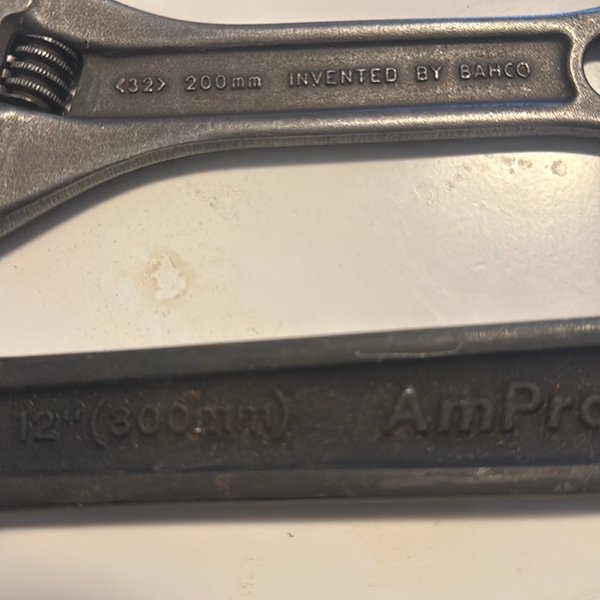 <32> 200mm INVENTED BY BAHCO
12" (300mm) AmPro